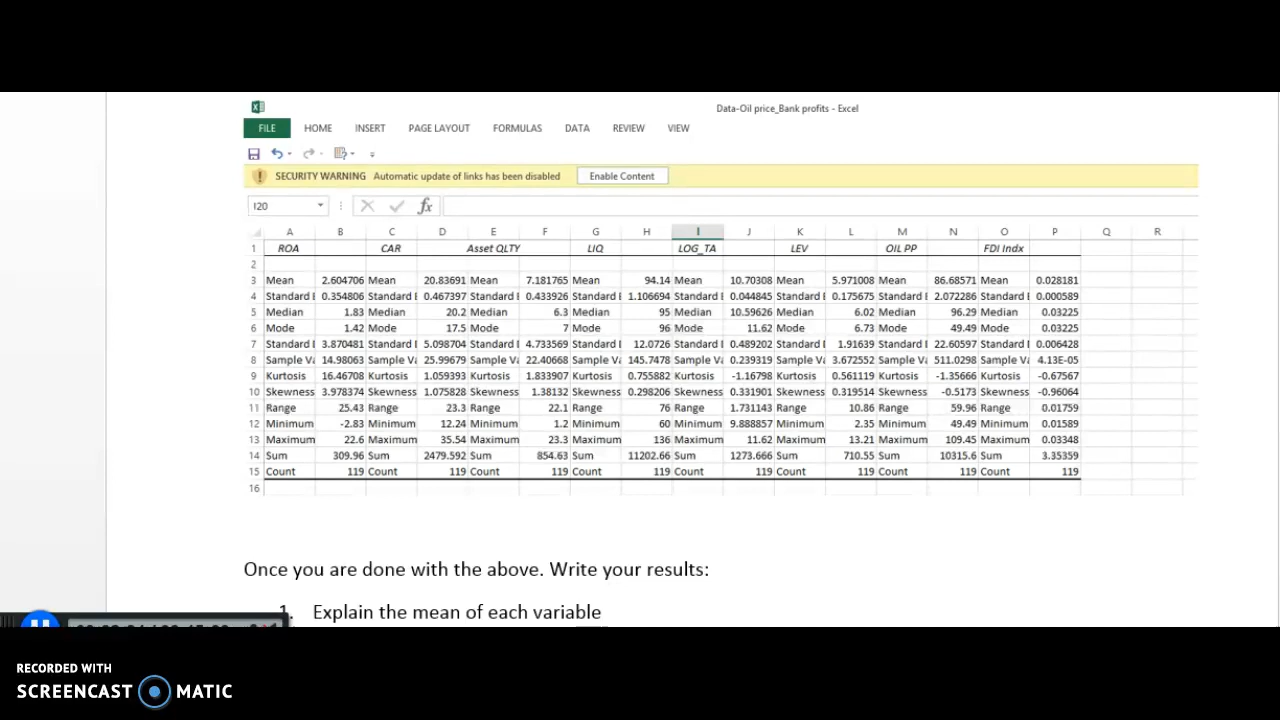 Data-Oil price_Bank profits - Excel
FILE HOME INSERT PAGE LAYOUT FORMULAS DATA REVIEW VIEW
SECURITY WARNING Automatic update of links has been disabled Enable Content
I20 fx
A B C D E F G H I J K L M N O P Q R
1 ROA CAR Asset QLTY LIQ LOG_TA LEV OIL PP FDI Indx
2
3 Mean 2.604706 Mean 20.83691 Mean 7.181765 Mean 94.14 Mean 10.70308 Mean 5.971008 Mean 86.68571 Mean 0.028181
4 Standard E 0.354806 Standard E 0.467397 Standard E 0.433926 Standard E 1.106694 Standard E 0.044845 Standard E 0.175675 Standard E 2.072286 Standard E 0.000589
5 Median 1.83 Median 20.2 Median 6.3 Median 95 Median 10.59626 Median 6.02 Median 96.29 Median 0.03225
6 Mode 1.42 Mode 17.5 Mode 7 Mode 96 Mode 11.62 Mode 6.73 Mode 49.49 Mode 0.03225
7 Standard D 3.870481 Standard D 5.098704 Standard D 4.733569 Standard D 12.0726 Standard D 0.489202 Standard D 1.91639 Standard D 22.60597 Standard D 0.006428
8 Sample Va 14.98063 Sample Va 25.99679 Sample Va 22.40668 Sample Va 145.7478 Sample Va 0.239319 Sample Va 3.672552 Sample Va 511.0298 Sample Va 4.13E-05
9 Kurtosis 16.46708 Kurtosis 1.059393 Kurtosis 1.833907 Kurtosis 0.755882 Kurtosis -1.16798 Kurtosis 0.561119 Kurtosis -1.35666 Kurtosis -0.67567
10 Skewness 3.978374 Skewness 1.075828 Skewness 1.38132 Skewness 0.298206 Skewness 0.331901 Skewness 0.319514 Skewness -0.5173 Skewness -0.96064
11 Range 25.43 Range 23.3 Range 22.1 Range 76 Range 1.731143 Range 10.86 Range 59.96 Range 0.01759
12 Minimum -2.83 Minimum 12.24 Minimum 1.2 Minimum 60 Minimum 9.888857 Minimum 2.35 Minimum 49.49 Minimum 0.01589
13 Maximum 22.6 Maximum 35.54 Maximum 23.3 Maximum 136 Maximum 11.62 Maximum 13.21 Maximum 109.45 Maximum 0.03348
14 Sum 309.96 Sum 2479.592 Sum 854.63 Sum 11202.66 Sum 1273.666 Sum 710.55 Sum 10315.6 Sum 3.35359
15 Count 119 Count 119 Count 119 Count 119 Count 119 Count 119 Count 119 Count 119
16
Once you are done with the above. Write your results:
1. Explain the mean of each variable
RECORDED WITH
SCREENCAST MATIC